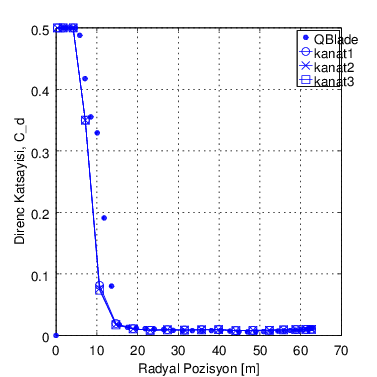 0.5
0.4
0.3
0.2
0.1
0
0 10 20 30 40 50 60 70
Direnc Katsayisi, C_d
Radyal Pozisyon [m]
QBlade
kanat1
kanat2
kanat3